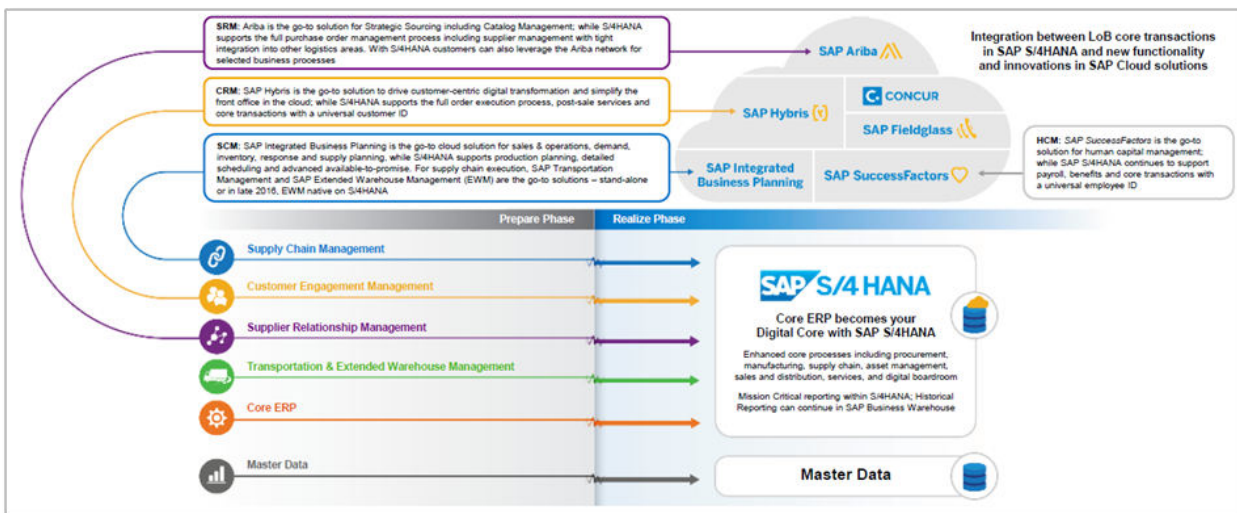 SRM: Ariba is the go-to solution for Strategic Sourcing including Catalog Management; while S/4HANA
supports the full purchase order management process including supplier management with tight
integration into other logistics areas. With S/4HANA customers can also leverage the Ariba network for
selected business processes
CRM: SAP Hybris is the go-to solution to drive customer-centric digital transformation and simplify the
front office in the cloud; while S/4HANA supports the full order execution process, post-sale services and
core transactions with a universal customer ID
SCM: SAP Integrated Business Planning is the go-to cloud solution for sales & operations, demand,
inventory, response and supply planning, while S/4HANA supports production planning, detailed
scheduling and advanced available-to-promise. For supply chain execution, SAP Transportation
Management and SAP Extended Warehouse Management (EWM) are the go-to solutions – stand-alone
or in late 2016, EWM native on S/4HANA
SAP Ariba
SAP Hybris
CONCUR
SAP Fieldglass
SAP Integrated
Business Planning
SAP SuccessFactors
Integration between LoB core transactions
in SAP S/4HANA and new functionality
and innovations in SAP Cloud solutions
HCM: SAP SuccessFactors is the go-to
solution for human capital management;
while SAP S/4HANA continues to support
payroll, benefits and core transactions with
a universal employee ID
Prepare Phase
Realize Phase
Supply Chain Management
Customer Engagement Management
Supplier Relationship Management
Transportation & Extended Warehouse Management
Core ERP
Master Data
SAP S/4 HANA
Core ERP becomes your
Digital Core with SAP S/4HANA
Enhanced core processes including procurement,
manufacturing, supply chain, asset management,
sales and distribution, services, and digital boardroom
Mission Critical reporting within S/4HANA; Historical
Reporting can continue in SAP Business Warehouse
Master Data